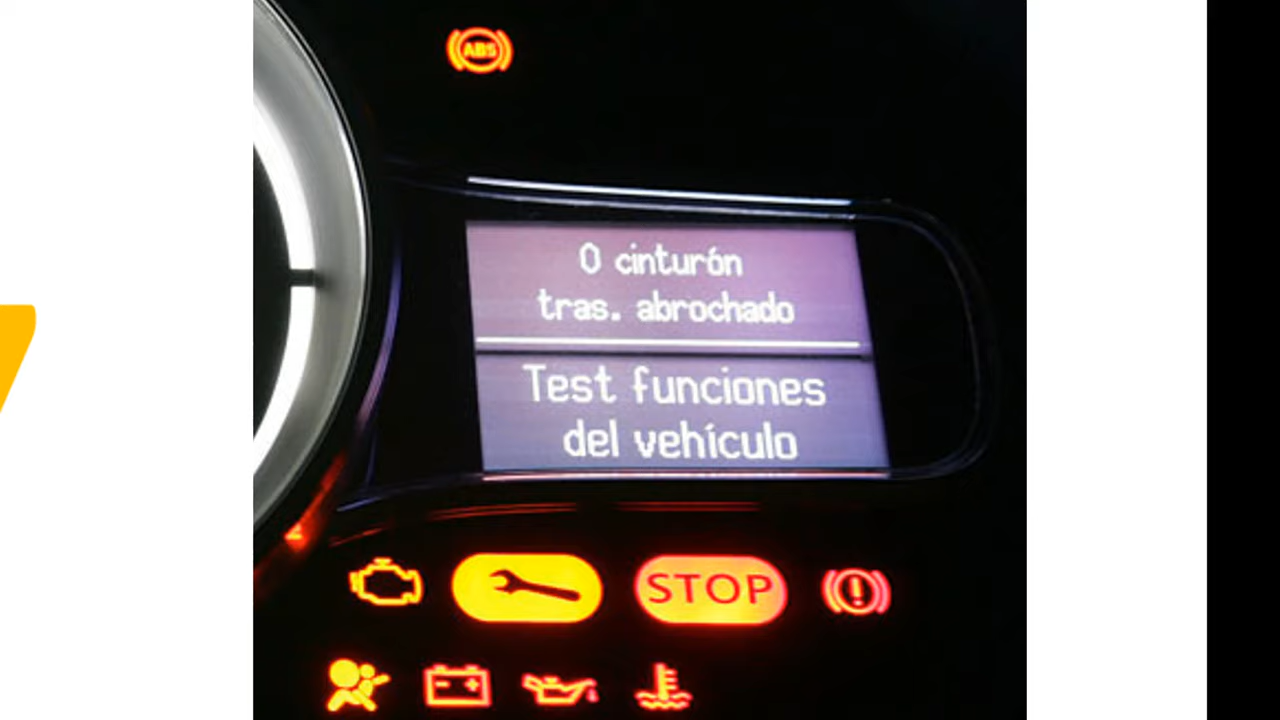 ABS
0 cinturón
tras. abrochado
Test funciones
del vehículo
STOP